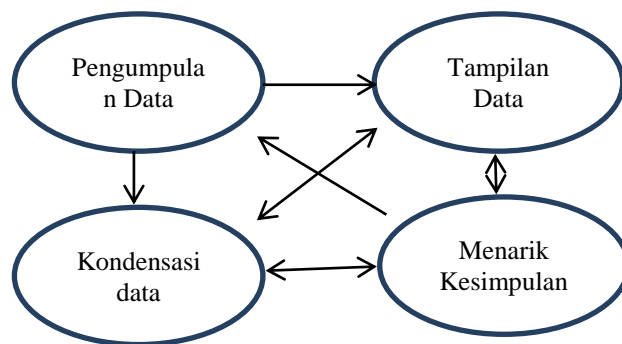 Pengumpula
n Data
Tampilan
Data
Kondensasi
data
Menarik
Kesimpulan